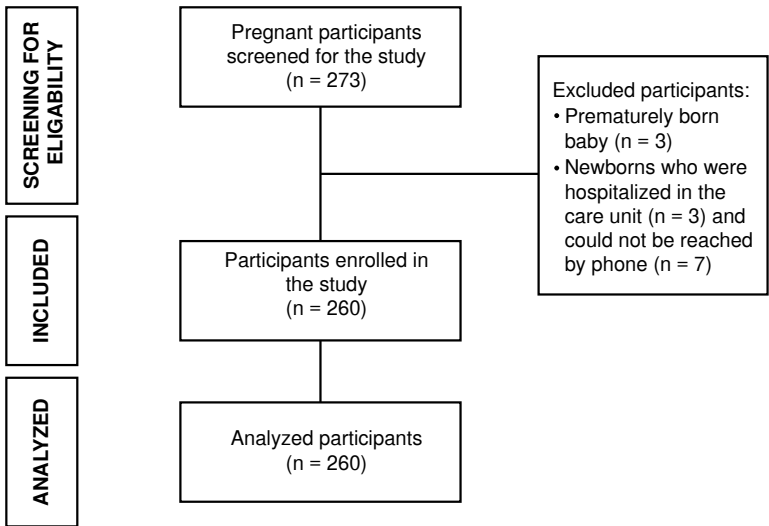 SCREENING FOR
ELIGABILITY
Pregnant participants
screened for the study
(n = 273)
Excluded participants:
• Prematurely born
baby (n = 3)
• Newborns who were
hospitalized in the
care unit (n = 3) and
could not be reached
by phone (n = 7)
INCLUDED
Participants enrolled in
the study
(n = 260)
ANALYZED
Analyzed participants
(n = 260)